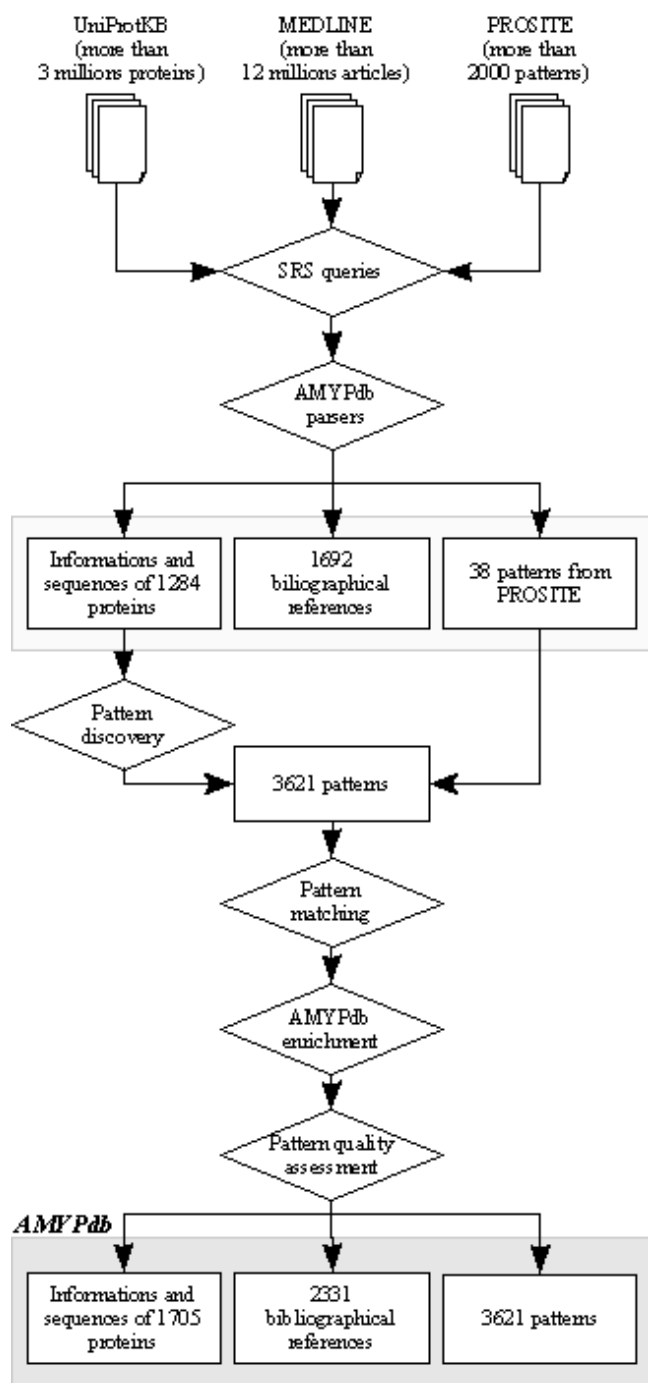 UniProtKB
(more than
3 millions proteins)
MEDLINE
(more than
12 millions articles)
PROSITE
(more than
2000 patterns)
SRS queries
AMYPdb
parsers
Informations and
sequences of 1284
proteins
1692
biliographical
references
38 patterns from
PROSITE
Pattern
discovery
3621 patterns
Pattern
matching
AMYPdb
enrichment
Pattern quality
assessment
AMYPdb
Informations and
sequences of 1705
proteins
2331
bibliographical
references
3621 patterns